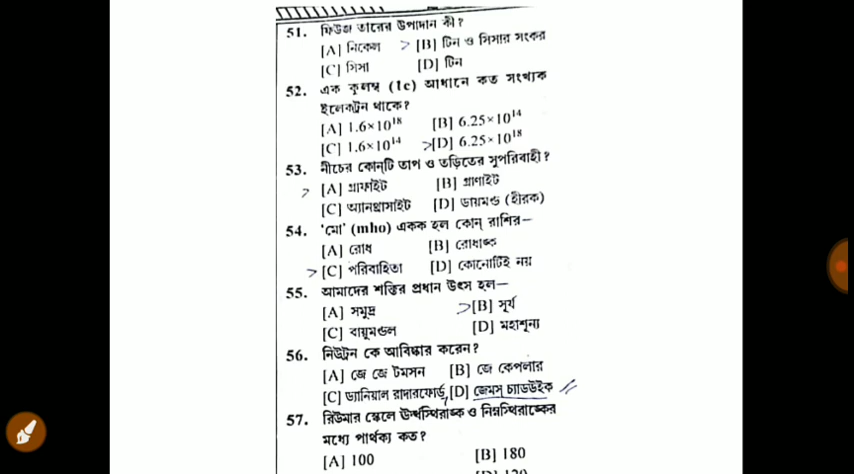 51. ফিউজ তারের উপাদান কী?
[A] নিকেল [B] টিন ও সিসার সংকর
[C] সিসা [D] টিন
52. এক কুলম্ব (1c) আধানে কত সংখ্যক
ইলেকট্রন থাকে?
[A] 1.6×10¹⁸ [B] 6.25×10¹⁴
[C] 1.6×10¹⁴ [D] 6.25×10¹⁸
53. নীচের কোন্‌টি তাপ ও তড়িতের সুপরিবাহী?
[A] গ্রাফাইট [B] গ্রাণাইট
[C] অ্যানথ্রাসাইট [D] ডায়মন্ড (হীরক)
54. 'মো' (mho) একক হল কোন্ রাশির—
[A] রোধ [B] রোধাঙ্ক
[C] পরিবাহিতা [D] কোনোটিই নয়
55. আমাদের শক্তির প্রধান উৎস হল—
[A] সমুদ্র [B] সূর্য
[C] বায়ুমণ্ডল [D] মহাশূন্য
56. নিউট্রন কে আবিষ্কার করেন?
[A] জে জে টমসন [B] জে কেপলার
[C] ড্যানিয়াল রাদারফোর্ড, [D] জেমস্ চ্যাডউইক
57. রিউমার স্কেলে ঊর্ধ্বস্থিরাঙ্ক ও নিম্নস্থিরাঙ্কের
মধ্যে পার্থক্য কত?
[A] 100 [B] 180